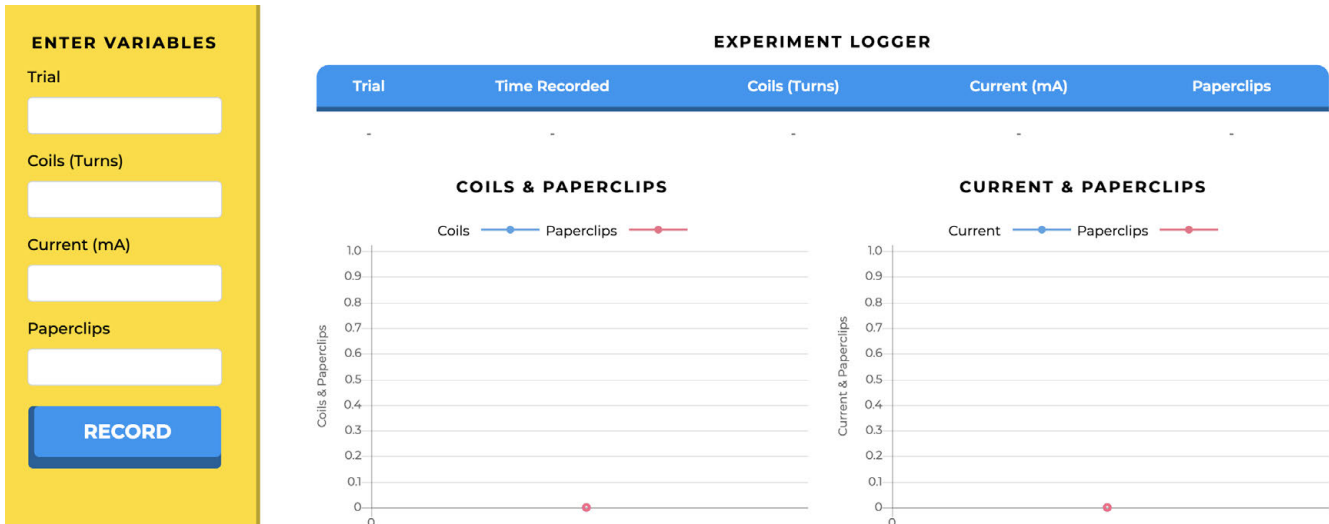 ENTER VARIABLES
Trial
Coils (Turns)
Current (mA)
Paperclips
RECORD
EXPERIMENT LOGGER
Trial Time Recorded Coils (Turns) Current (mA) Paperclips
- - - - -
COILS & PAPERCLIPS
Coils Paperclips
Coils & Paperclips
1.0
0.9
0.8
0.7
0.6
0.5
0.4
0.3
0.2
0.1
0
0
CURRENT & PAPERCLIPS
Current Paperclips
Current & Paperclips
1.0
0.9
0.8
0.7
0.6
0.5
0.4
0.3
0.2
0.1
0
0